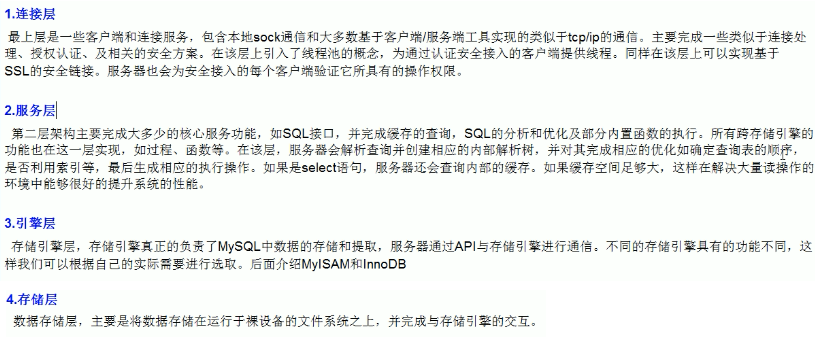 1.连接层
最上层是一些客户端和连接服务，包含本地sock通信和大多数基于客户端/服务端工具实现的类似于tcp/ip的通信。主要完成一些类似于连接处
理、授权认证、及相关的安全方案。在该层上引入了线程池的概念，为通过认证安全接入的客户端提供线程。同样在该层上可以实现基于
SSL的安全链接。服务器也会为安全接入的每个客户端验证它所具有的操作权限。
2.服务层
第二层架构主要完成大多少的核心服务功能，如SQL接口，并完成缓存的查询，SQL的分析和优化及部分内置函数的执行。所有跨存储引擎的
功能也在这一层实现，如过程、函数等。在该层，服务器会解析查询并创建相应的内部解析树，并对其完成相应的优化如确定查询表的顺序，
是否利用索引等，最后生成相应的执行操作。如果是select语句，服务器还会查询内部的缓存。如果缓存空间足够大，这样在解决大量读操作的
环境中能够很好的提升系统的性能。
3.引擎层
存储引擎层，存储引擎真正的负责了MySQL中数据的存储和提取，服务器通过API与存储引擎进行通信。不同的存储引擎具有的功能不同，这
样我们可以根据自己的实际需要进行选取。后面介绍MyISAM和InnoDB
4.存储层
数据存储层，主要是将数据存储在运行于裸设备的文件系统之上，并完成与存储引擎的交互。